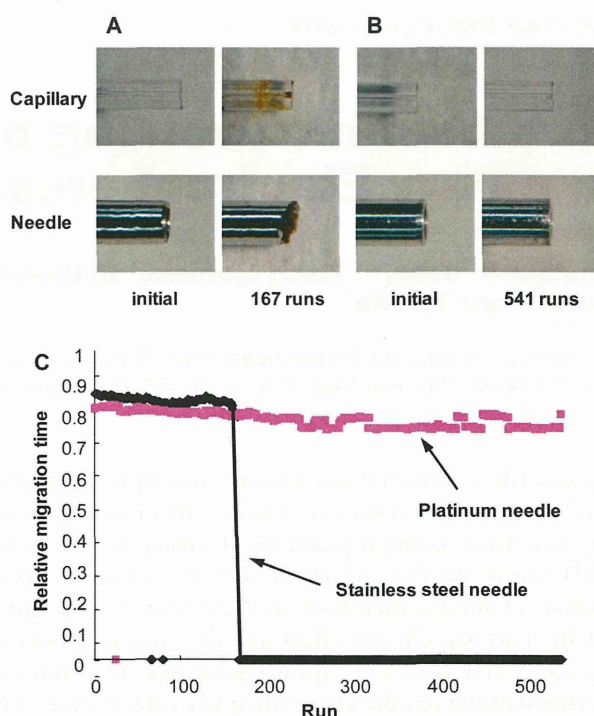 A B
Capillary
Needle
initial 167 runs initial 541 runs
C
1
0.9
0.8
0.7
0.6
0.5
0.4
0.3
0.2
0.1
0
Relative migration time
Platinum needle
Stainless steel needle
0 100 200 300 400 500
Run